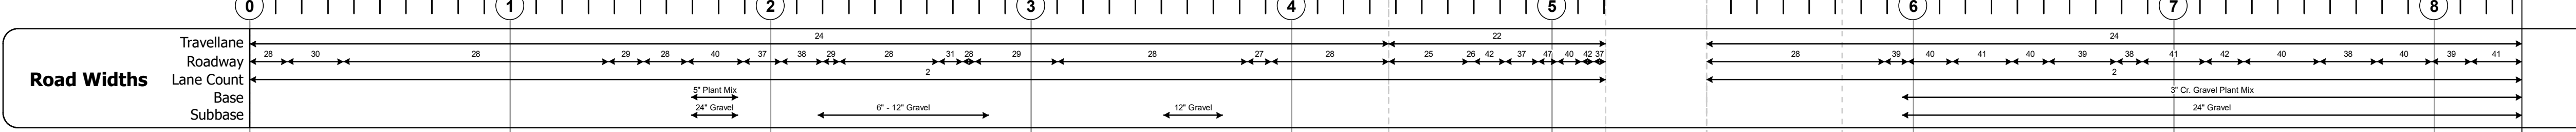 0 1 2 3 4 5 6 7 8
Road Widths
Travellane 24 22 24
Roadway 28 30 28 29 28 40 37 38 29 28 31 28 29 28 27 28 25 26 42 37 47 40 42 37 28 39 40 41 40 39 38 41 42 40 38 40 39 41
Lane Count 2 2
Base 5" Plant Mix 3" Cr. Gravel Plant Mix
Subbase 24" Gravel 6" - 12" Gravel 12" Gravel 24" Gravel